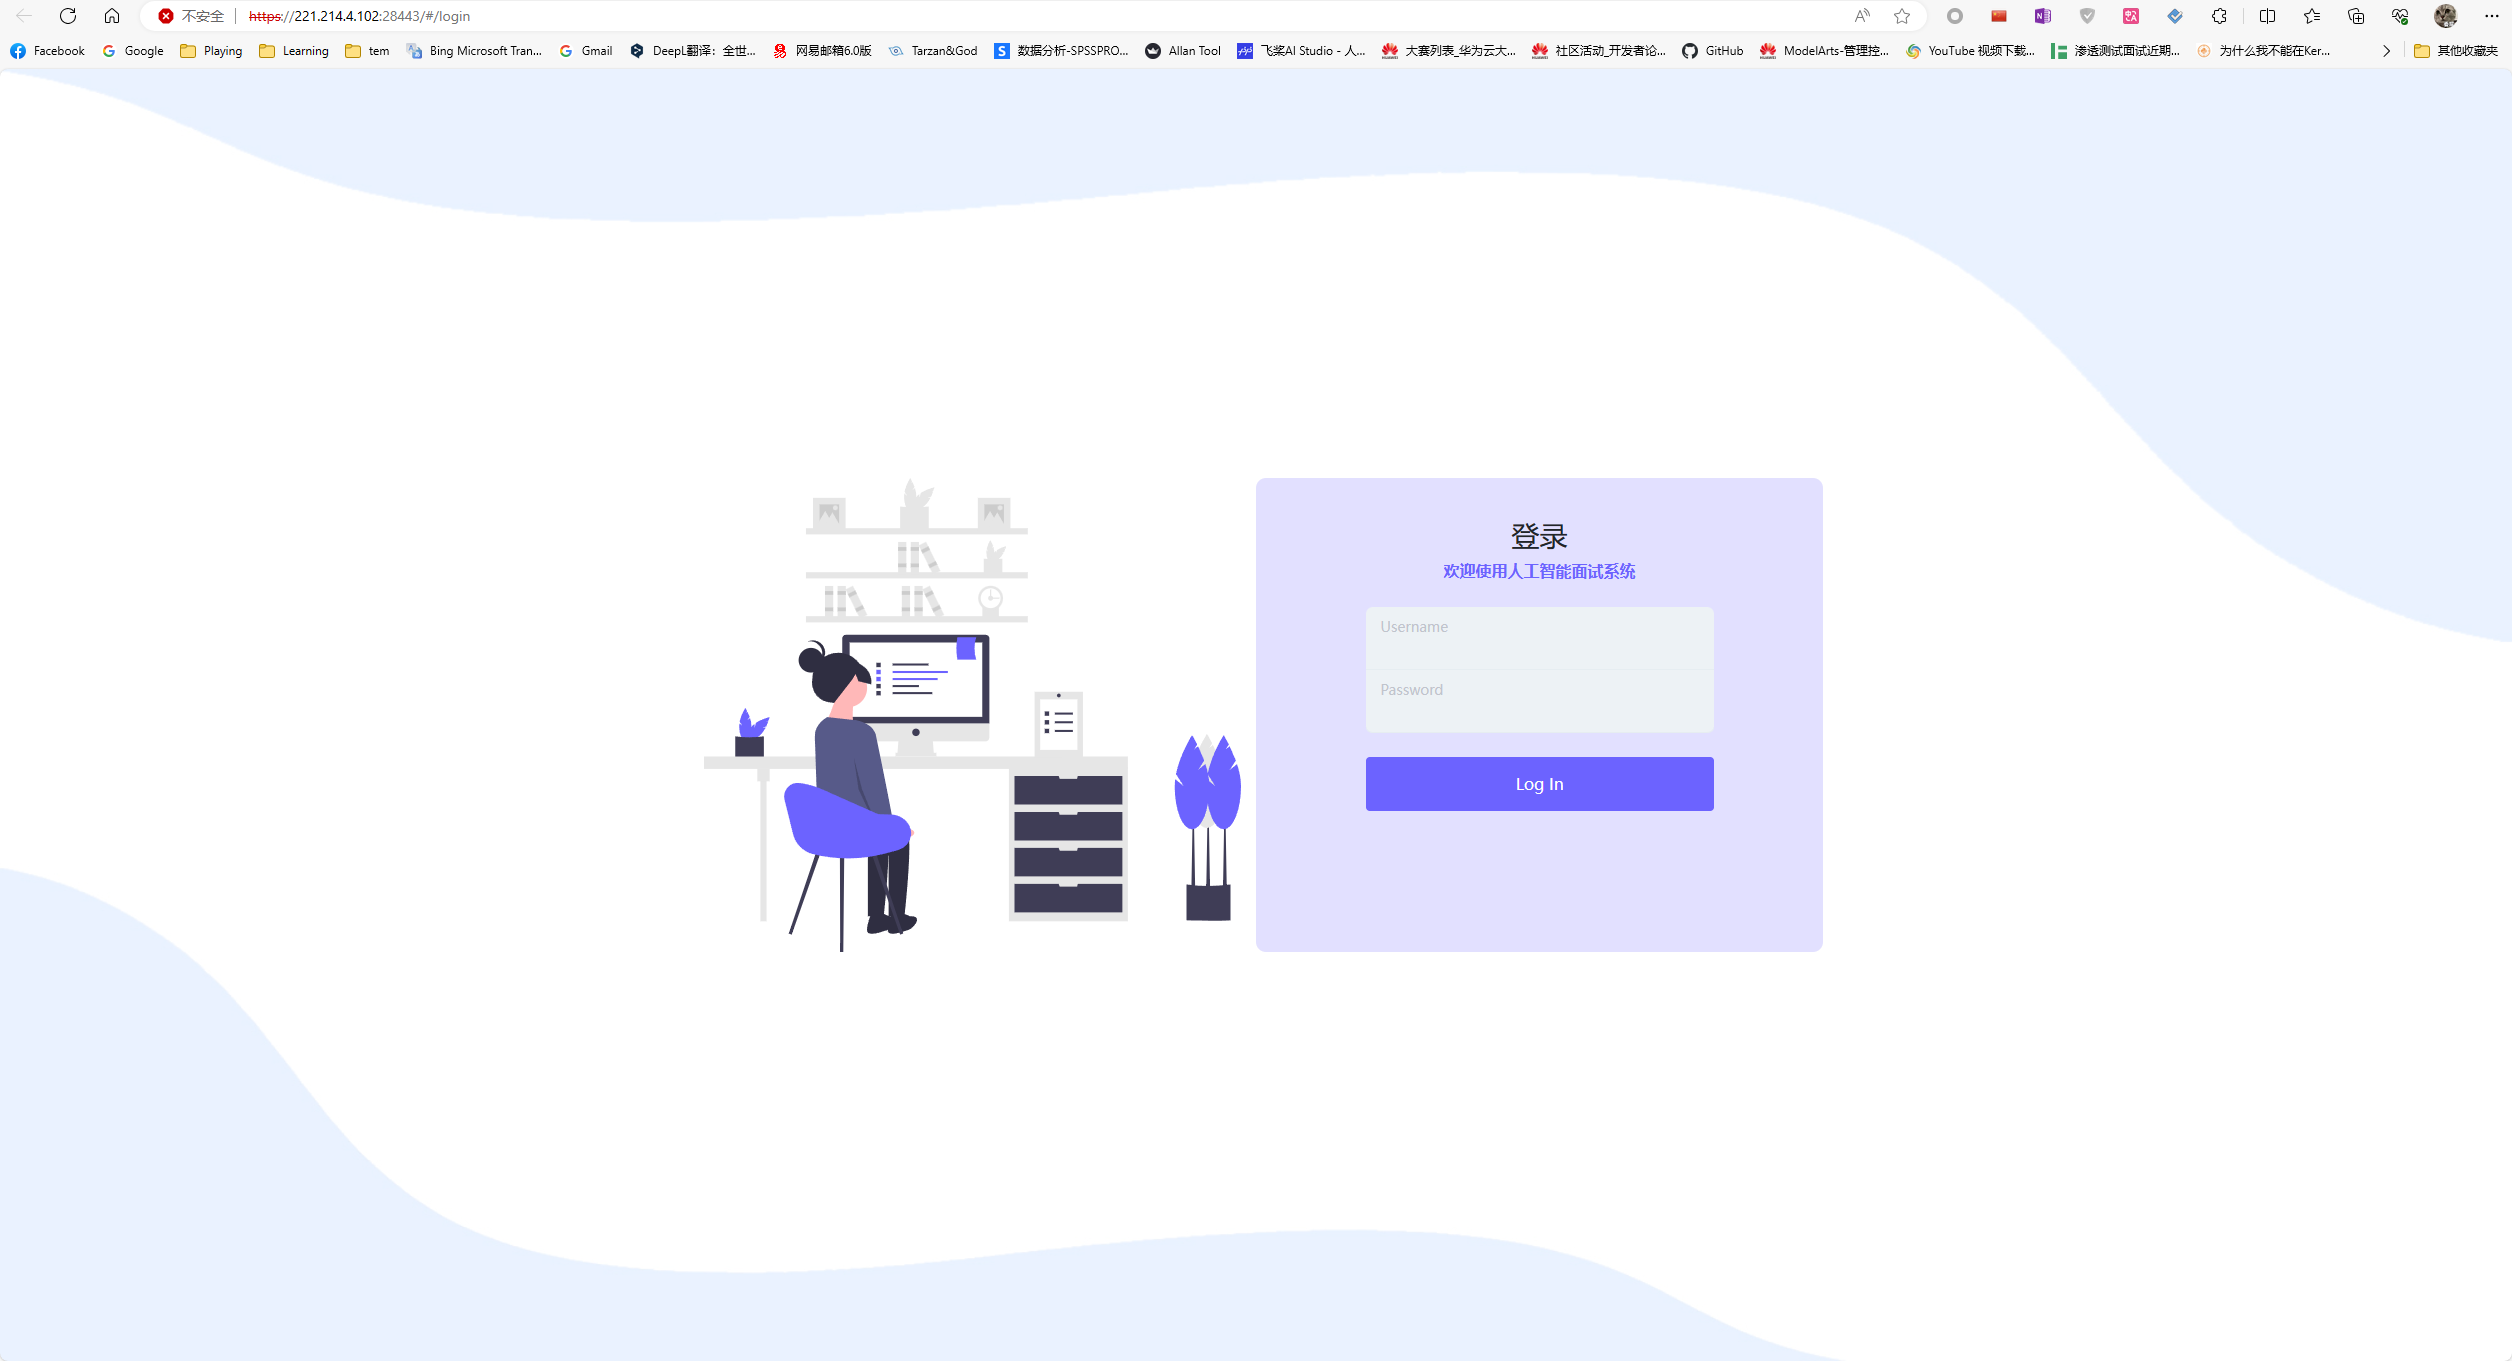 不安全 https://221.214.4.102:28443/#/login
Facebook Google Playing Learning tem Bing Microsoft Tran... Gmail DeepL翻译：全世... 网易邮箱6.0版 Tarzan&God 数据分析-SPSSPRO... Allan Tool 飞桨AI Studio - 人... 大赛列表_华为云大... 社区活动_开发者论... GitHub ModelArts-管理控... YouTube 视频下载... 渗透测试面试近期... 为什么我不能在Ker... 其他收藏夹
登录
欢迎使用人工智能面试系统
Username
Password
Log In